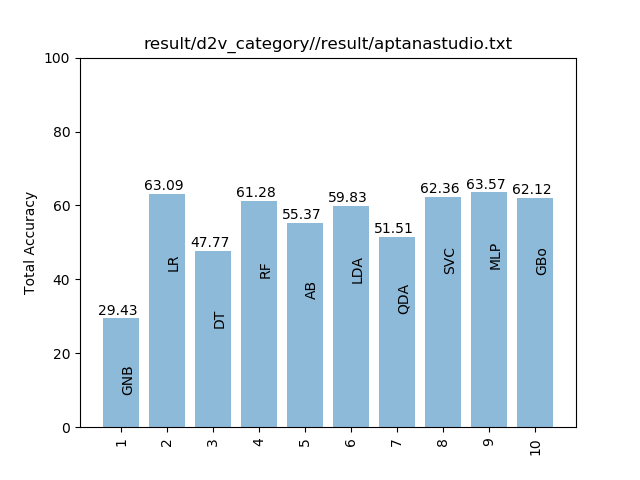 result/d2v_category//result/aptanastudio.txt
Total Accuracy
100
80
60
40
20
0
29.43
63.09
47.77
61.28
55.37
59.83
51.51
62.36
63.57
62.12
GNB
LR
DT
RF
AB
LDA
QDA
SVC
MLP
GBo
1
2
3
4
5
6
7
8
9
10